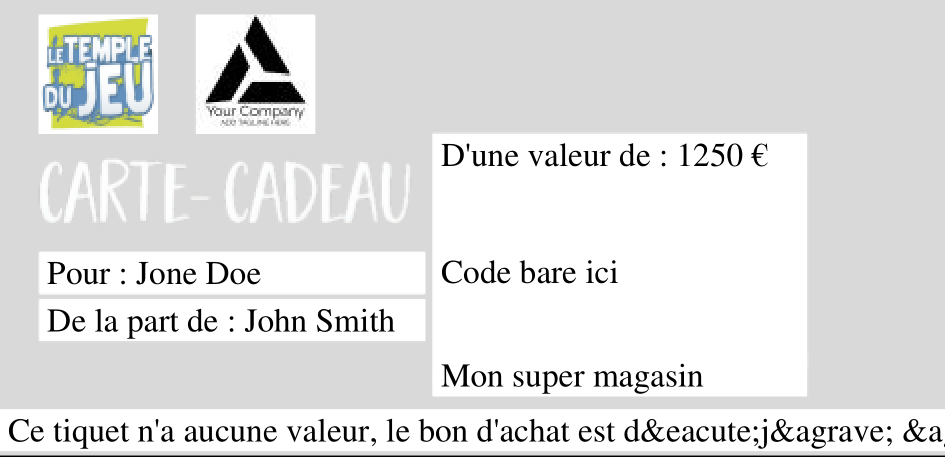 LE TEMPLE
DU JEU
Your Company
ADD TAGLINE HERE
CARTE-CADEAU
D'une valeur de : 1250 €
Pour : Jone Doe
Code bare ici
De la part de : John Smith
Mon super magasin
Ce tiquet n'a aucune valeur, le bon d'achat est d&eacute;j&agrave; &ag